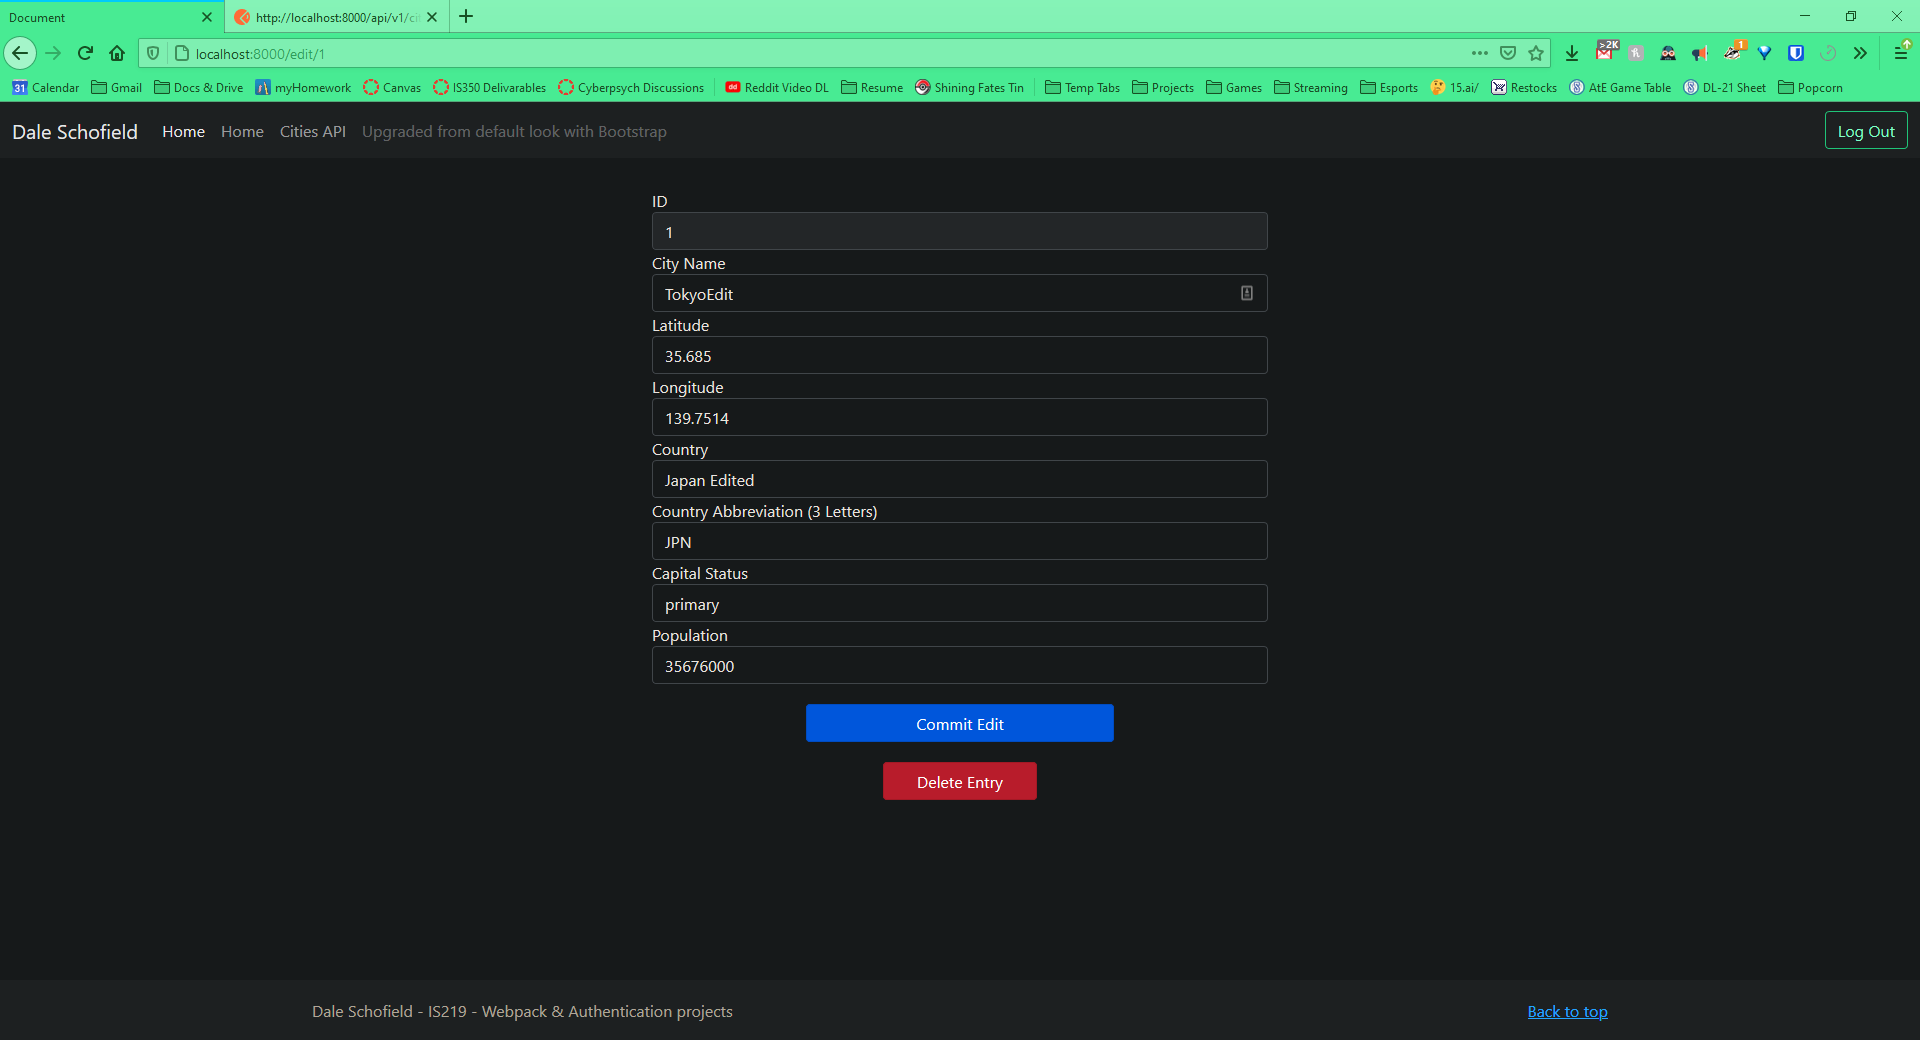 Document
http://localhost:8000/api/v1/ci
localhost:8000/edit/1
>2K
1
31 Calendar Gmail Docs & Drive myHomework Canvas IS350 Delivarables Cyberpsych Discussions dd Reddit Video DL Resume Shining Fates Tin Temp Tabs Projects Games Streaming Esports 15.ai/ Restocks AtE Game Table DL-21 Sheet Popcorn
Dale Schofield Home Home Cities API Upgraded from default look with Bootstrap Log Out
ID
1
City Name
TokyoEdit
Latitude
35.685
Longitude
139.7514
Country
Japan Edited
Country Abbreviation (3 Letters)
JPN
Capital Status
primary
Population
35676000
Commit Edit
Delete Entry
Dale Schofield - IS219 - Webpack & Authentication projects Back to top